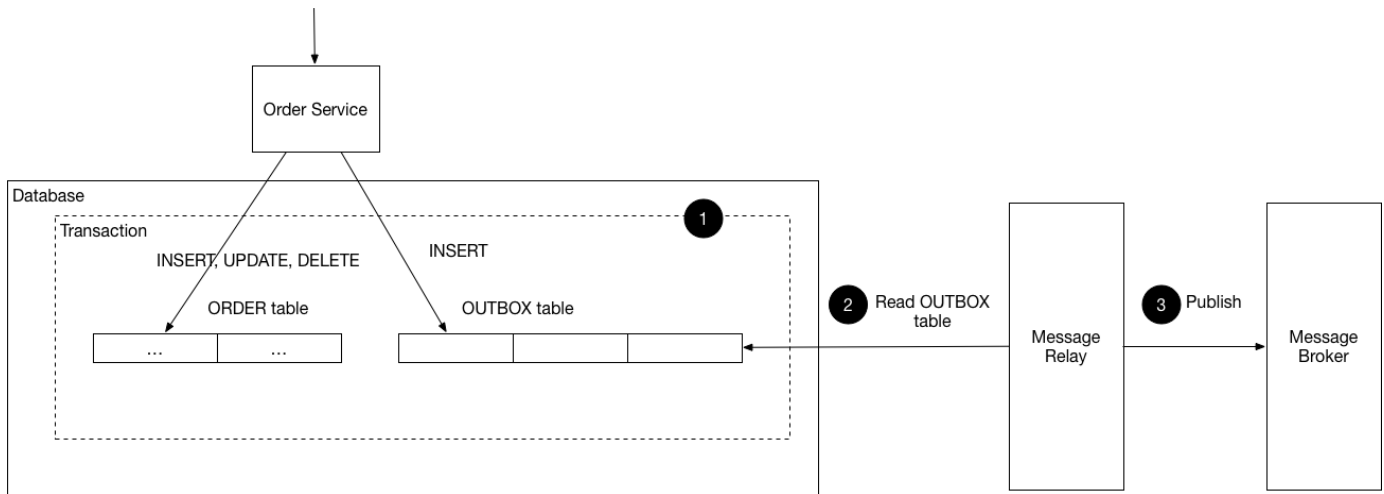 Order Service
Database
Transaction
1
INSERT, UPDATE, DELETE
INSERT
ORDER table
OUTBOX table
...
...
2
Read OUTBOX
table
Message
Relay
3
Publish
Message
Broker